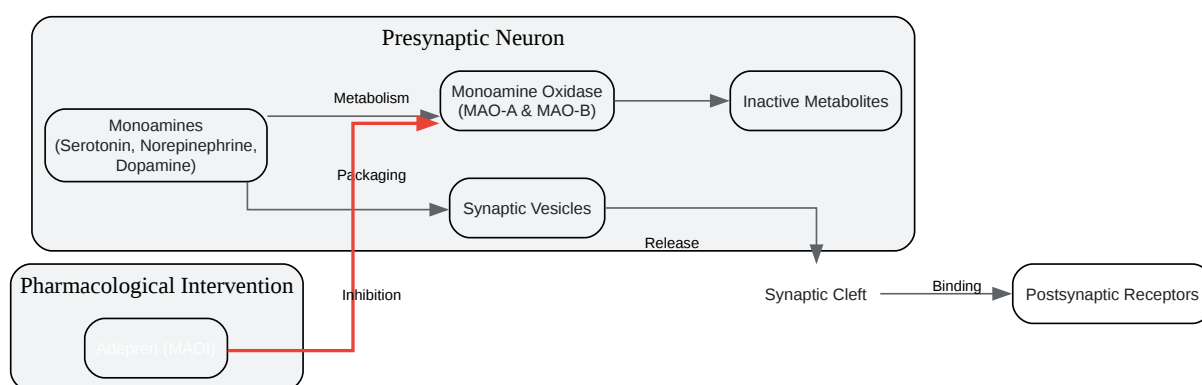 Presynaptic Neuron
Monoamines
(Serotonin, Norepinephrine,
Dopamine)
Metabolism
Monoamine Oxidase
(MAO-A & MAO-B)
Inactive Metabolites
Packaging
Synaptic Vesicles
Release
Pharmacological Intervention
Adepren (MAOI)
Inhibition
Synaptic Cleft
Binding
Postsynaptic Receptors